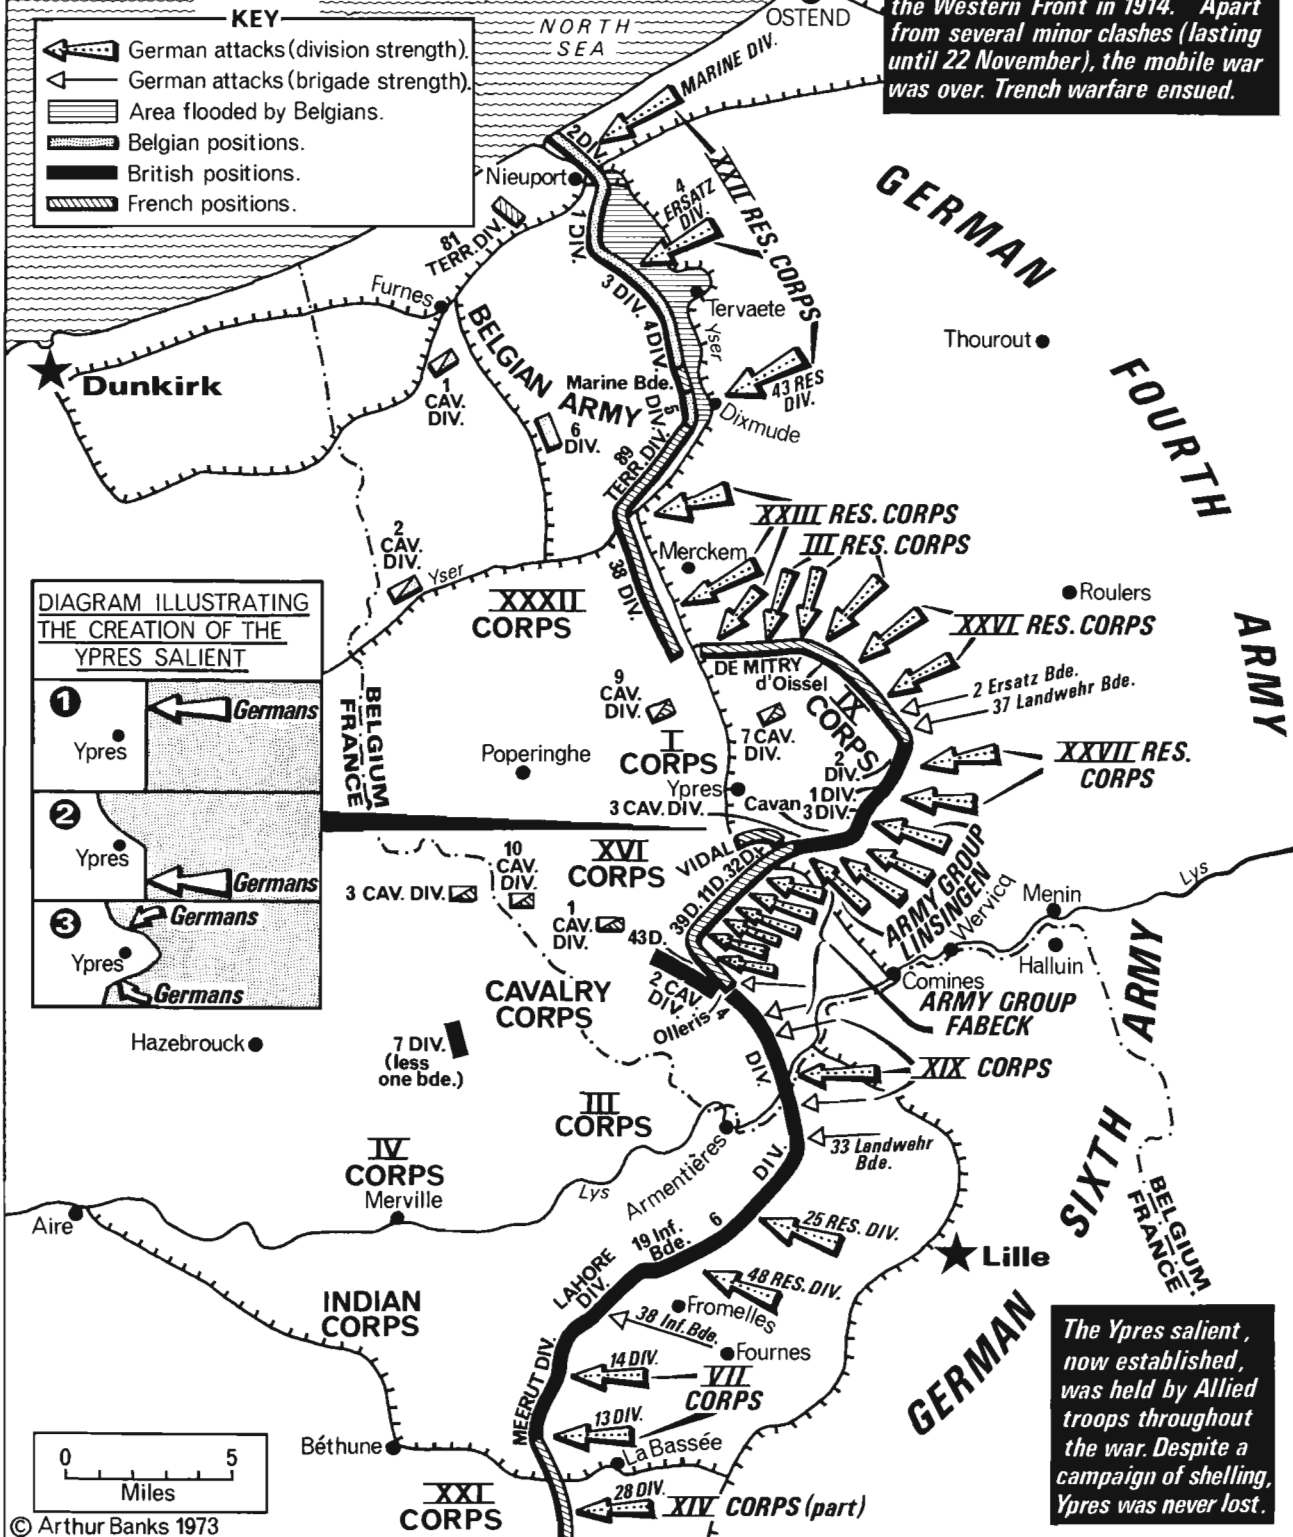 KEY
German attacks (division strength).
German attacks (brigade strength).
Area flooded by Belgians.
Belgian positions.
British positions.
French positions.
NORTH
SEA
OSTEND
the Western Front in 1914. Apart
from several minor clashes (lasting
until 22 November), the mobile war
was over. Trench warfare ensued.
MARINE DIV.
2 DIV.
Nieuport
XXII RES. CORPS
4
ERSATZ
DIV.
1 DIV.
81
TERR. DIV.
Furnes
3 DIV.
4 DIV.
Tervaete
Yser
GERMAN
FOURTH
ARMY
Thourout
Dunkirk
BELGIAN
ARMY
1
CAV.
DIV.
Marine Bde.
5
DIV.
6
DIV.
43 RES
DIV.
Dixmude
89
TERR. DIV.
XXIII RES. CORPS
III RES. CORPS
Merckem
2
CAV.
DIV.
Yser
38 DIV.
XXXII
CORPS
Roulers
XXVI RES. CORPS
DE MITRY
d'Oissel
IX
CORPS
2 Ersatz Bde.
37 Landwehr Bde.
DIAGRAM ILLUSTRATING
THE CREATION OF THE
YPRES SALIENT
1
Germans
Ypres
2
Ypres
Germans
3
Germans
Ypres
Germans
BELGIUM
FRANCE
9
CAV.
DIV.
7 CAV.
DIV.
I
CORPS
Poperinghe
Ypres
2
DIV.
1 DIV.
3 DIV.
Cavan
3 CAV. DIV.
XXVII RES.
CORPS
VIDAL
XVI
CORPS
39 D. 11 D. 32 D.
10
CAV.
DIV.
3 CAV. DIV.
1
CAV.
DIV.
43 D.
ARMY GROUP
LINSINGEN
Wervicq
Menin
Lys
Halluin
Comines
ARMY GROUP
FABECK
CAVALRY
CORPS
2 CAV.
DIV.
Olleris
4
DIV.
Hazebrouck
7 DIV.
(less
one bde.)
XIX CORPS
III
CORPS
33 Landwehr
Bde.
IV
CORPS
Merville
Lys
Armentières
DIV.
6
19 Inf.
Bde.
25 RES. DIV.
Aire
LAHORE
DIV.
48 RES. DIV.
Lille
GERMAN
SIXTH
ARMY
BELGIUM
FRANCE
INDIAN
CORPS
Fromelles
38 Inf. Bde.
Fournes
14 DIV.
VII
CORPS
MEERUT DIV.
13 DIV.
Béthune
La Bassée
XXI
CORPS
28 DIV.
XIV CORPS (part)
0 5
Miles
© Arthur Banks 1973
The Ypres salient,
now established,
was held by Allied
troops throughout
the war. Despite a
campaign of shelling,
Ypres was never lost.